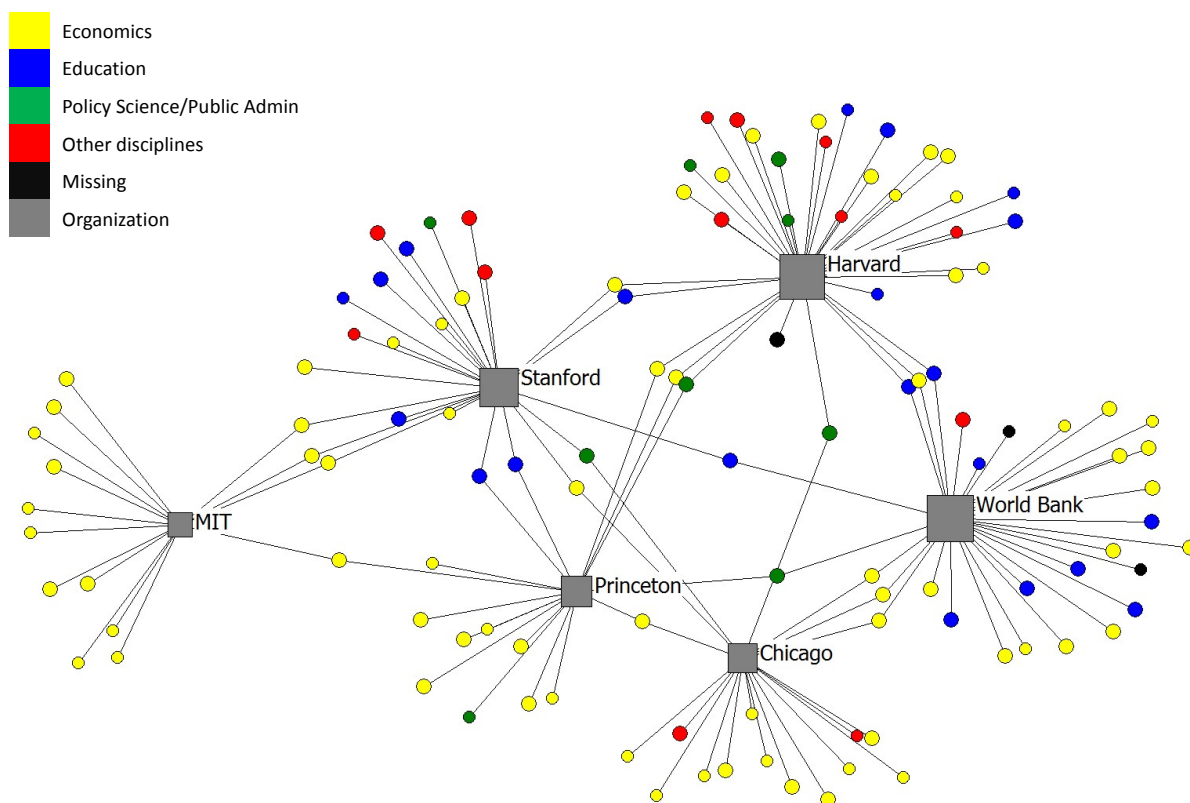 Economics
Education
Policy Science/Public Admin
Other disciplines
Missing
Organization
Harvard
Stanford
World Bank
MIT
Princeton
Chicago